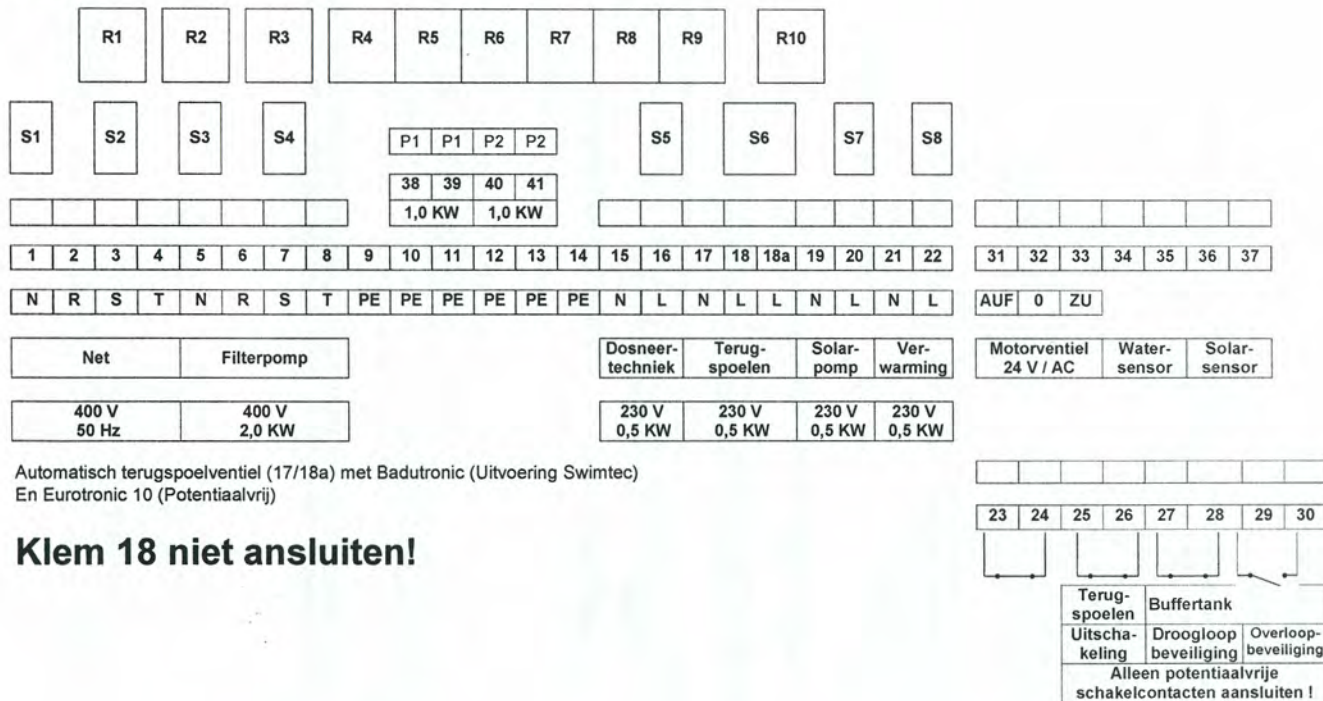 R1 R2 R3 R4 R5 R6 R7 R8 R9 R10
S1 S2 S3 S4 S5 S6 S7 S8
P1 P1 P2 P2
38 39 40 41
1,0 KW 1,0 KW
1 2 3 4 5 6 7 8 9 10 11 12 13 14 15 16 17 18 18a 19 20 21 22 31 32 33 34 35 36 37
N R S T N R S T PE PE PE PE PE PE N L N L L N L N L AUF 0 ZU
Net Filterpomp
Dosneer-
techniek
Terug-
spoelen
Solar-
pomp
Ver-
warming
Motorventiel
24 V / AC
Water-
sensor
Solar-
sensor
400 V
50 Hz
400 V
2,0 KW
230 V
0,5 KW
230 V
0,5 KW
230 V
0,5 KW
230 V
0,5 KW
Automatisch terugspoelventiel (17/18a) met Badutronic (Uitvoering Swimtec)
En Eurotronic 10 (Potentiaalvrij)
Klem 18 niet ansluiten!
23 24 25 26 27 28 29 30
Terug-
spoelen
Buffertank
Uitscha-
keling
Droogloop
beveiliging
Overloop-
beveiliging
Alleen potentiaalvrije
schakelcontacten aansluiten !